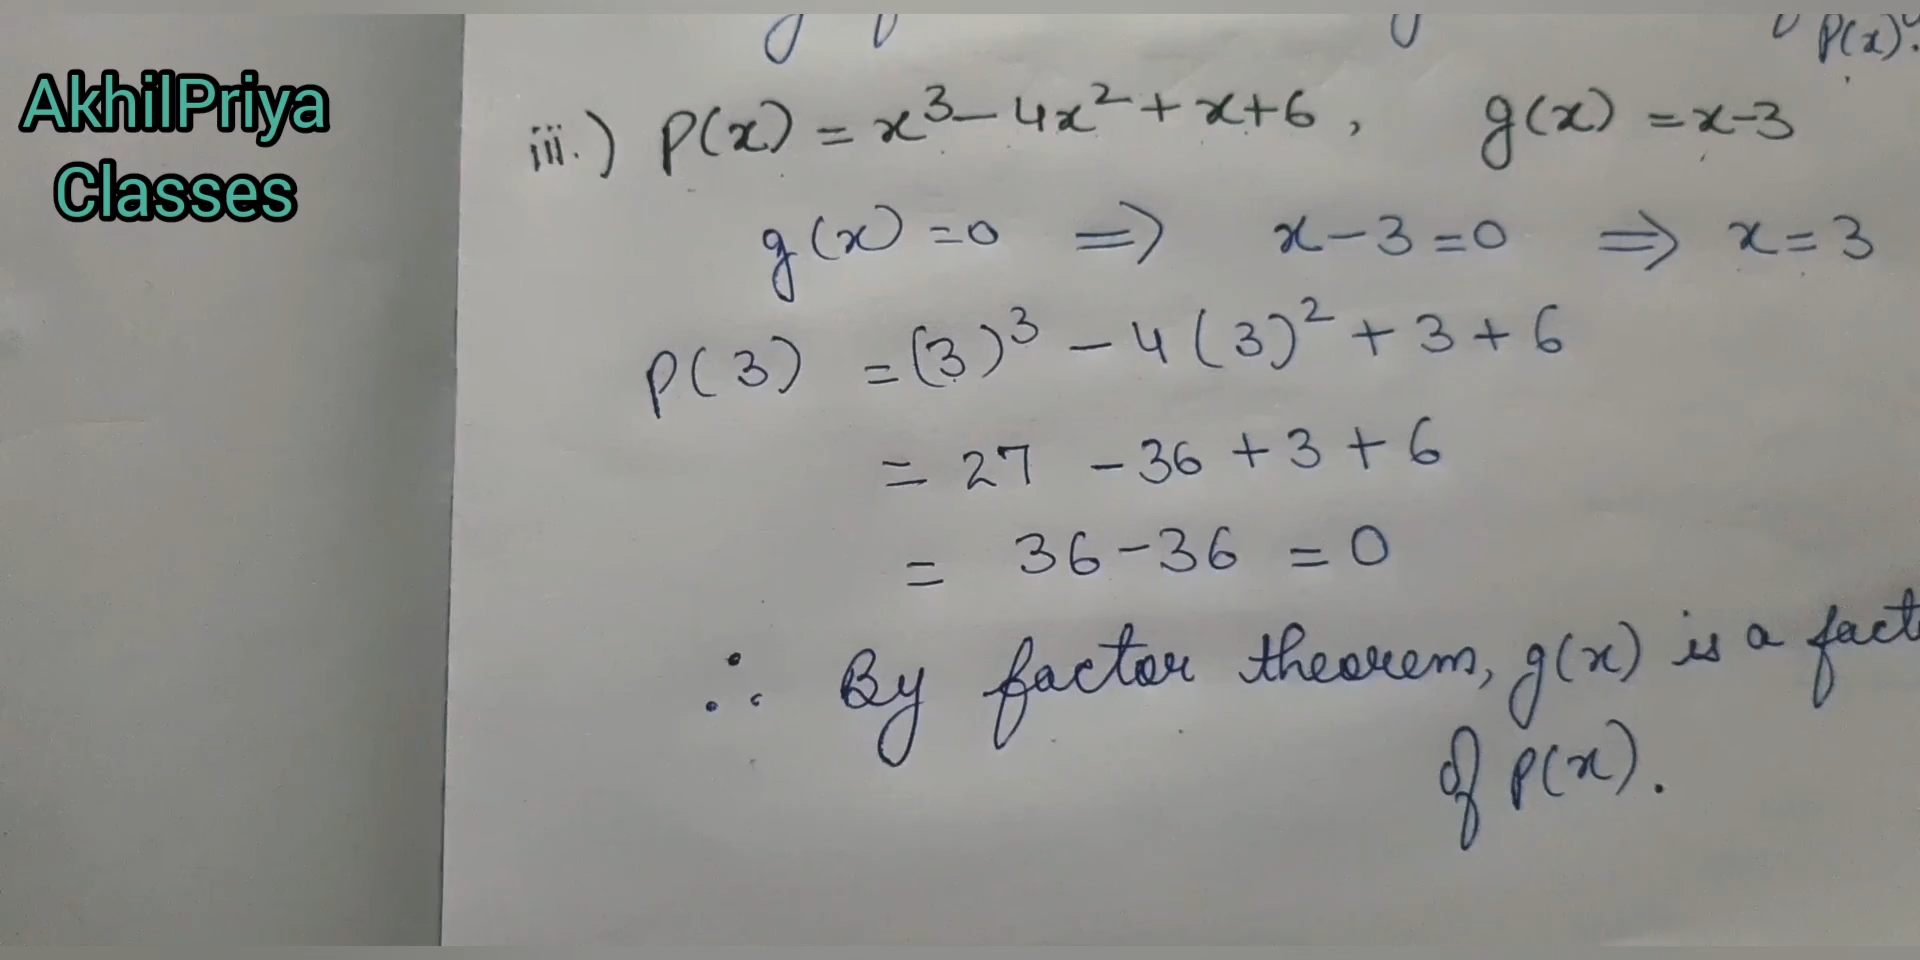 P(x).
AkhilPriya
Classes
iii.) P(x) = x³ - 4x² + x + 6 , g(x) = x-3
g(x) = 0 ⇒ x - 3 = 0 ⇒ x = 3
P(3) = (3)³ - 4(3)² + 3 + 6
= 27 - 36 + 3 + 6
= 36 - 36 = 0
∴ By factor theorem, g(x) is a fact
of P(x).